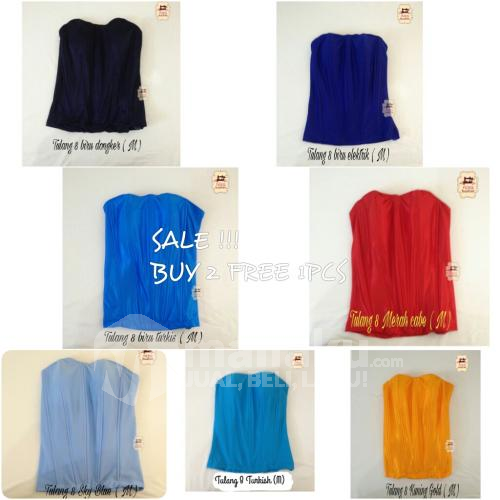 Tulang 8 biru dongker ( M )
Tulang 8 biru elektrik ( M )
SALE !!!
BUY 2 FREE 1PCS
Tulang 8 biru turkis ( M )
Tulang 8 Merah cabe ( M )
.com
JUAL, BELI,
Tulang 8 Sky Blue ( M )
Tulang 8 Turkish (M)
Tulang 8 Kuning Gold ( M )